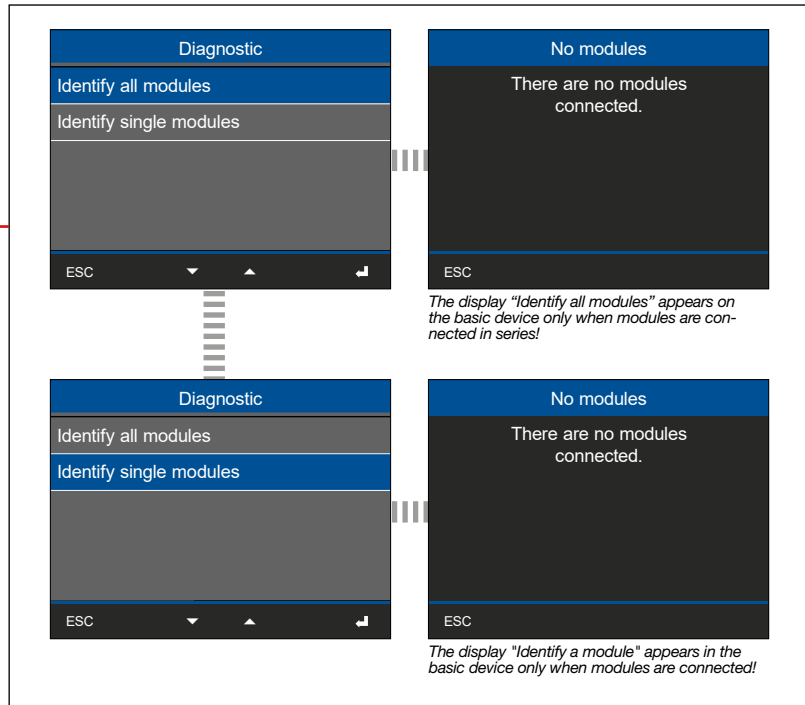 Diagnostic
Identify all modules
Identify single modules
ESC
No modules
There are no modules
connected.
ESC
The display “Identify all modules” appears on
the basic device only when modules are con-
nected in series!
Diagnostic
Identify all modules
Identify single modules
ESC
No modules
There are no modules
connected.
ESC
The display "Identify a module" appears in the
basic device only when modules are connected!